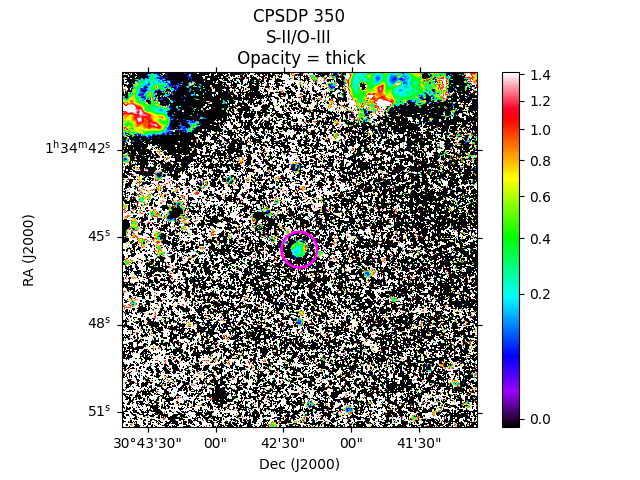 CPSDP 350
S-II/O-III
Opacity = thick
1.4
1.2
1.0
0.8
0.6
0.4
0.2
0.0
1h34m42s
45s
48s
51s
RA (J2000)
30°43'30" 00" 42'30" 00" 41'30"
Dec (J2000)